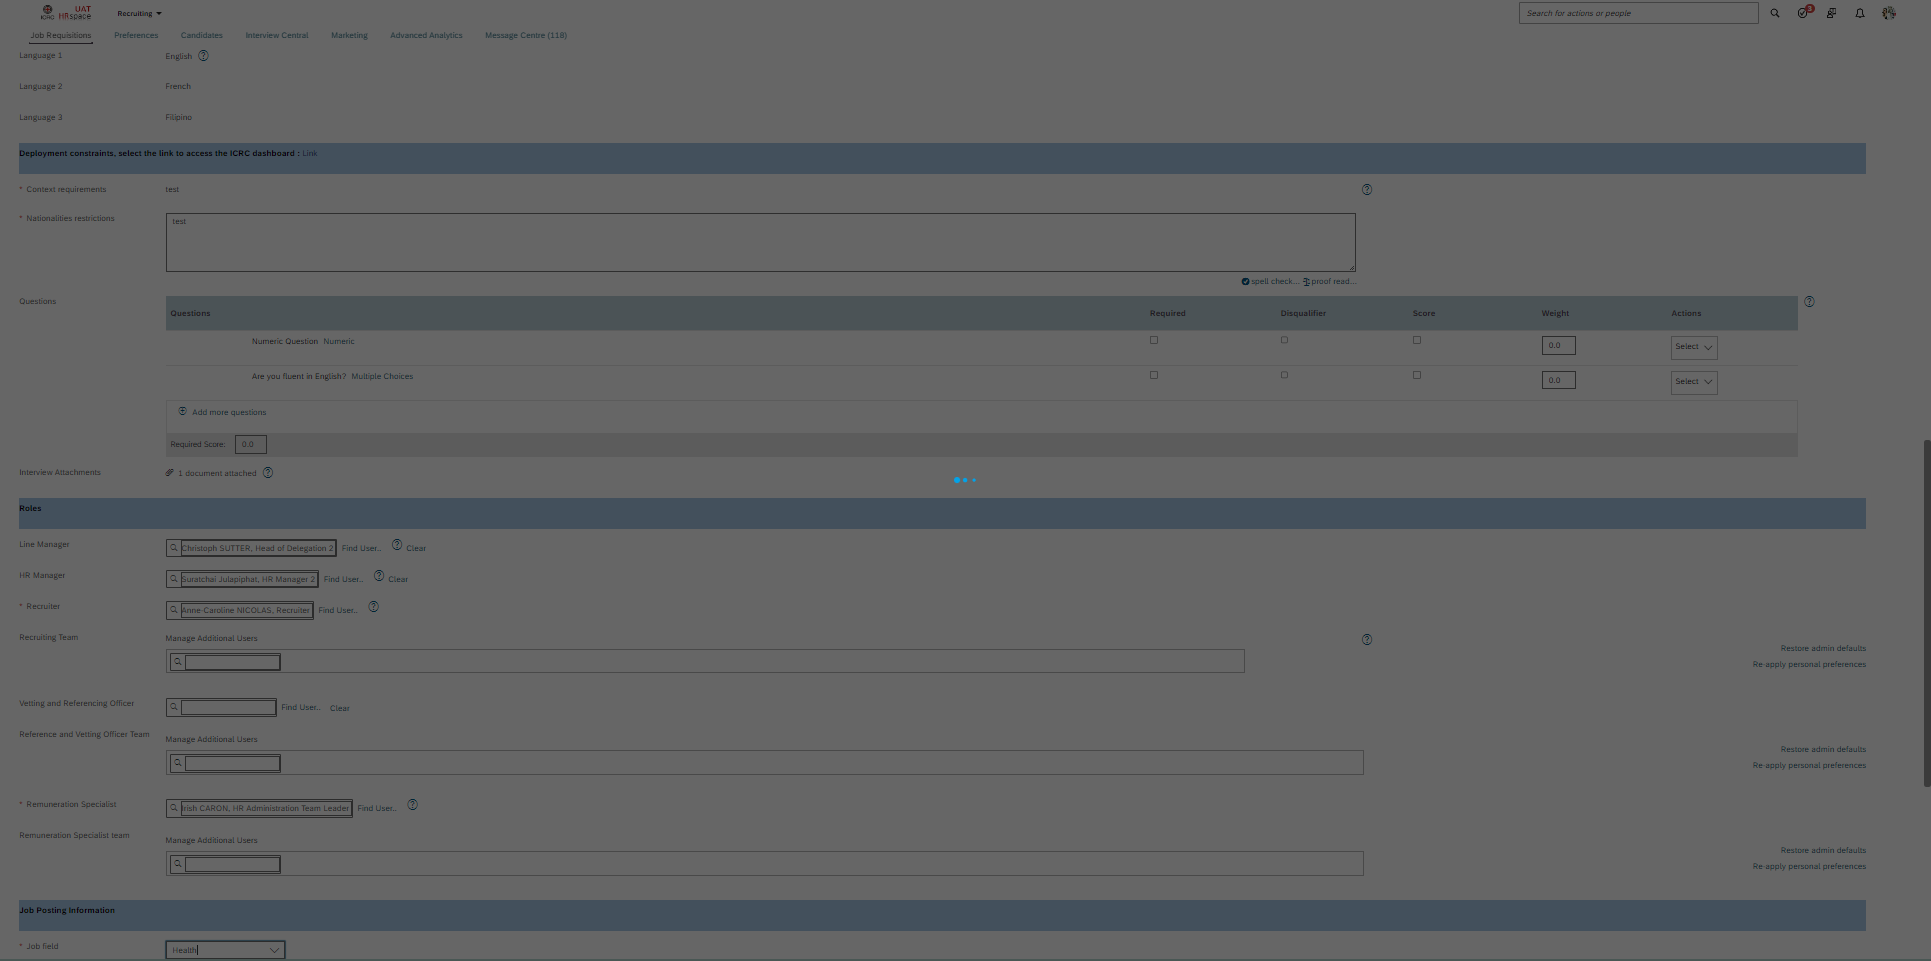 UAT
ICRC HRspace
Recruiting
Search for actions or people
3
Job Requisitions Preferences Candidates Interview Central Marketing Advanced Analytics Message Centre (118)
Language 1 English
Language 2 French
Language 3 Filipino
Deployment constraints, select the link to access the ICRC dashboard : Link
* Context requirements test
* Nationalities restrictions test
spell check... proof read...
Questions
Questions Required Disqualifier Score Weight Actions
Numeric Question Numeric 0.0 Select
Are you fluent in English? Multiple Choices 0.0 Select
Add more questions
Required Score: 0.0
Interview Attachments 1 document attached
Roles
Line Manager Christoph SUTTER, Head of Delegation 2 Find User... Clear
HR Manager Suratchai Julapiphat, HR Manager 2 Find User... Clear
* Recruiter Anne-Caroline NICOLAS, Recruiter Find User...
Recruiting Team Manage Additional Users
Restore admin defaults
Re-apply personal preferences
Vetting and Referencing Officer Find User... Clear
Reference and Vetting Officer Team Manage Additional Users
Restore admin defaults
Re-apply personal preferences
* Remuneration Specialist Irish CARON, HR Administration Team Leader Find User...
Remuneration Specialist team Manage Additional Users
Restore admin defaults
Re-apply personal preferences
Job Posting Information
* Job field Health